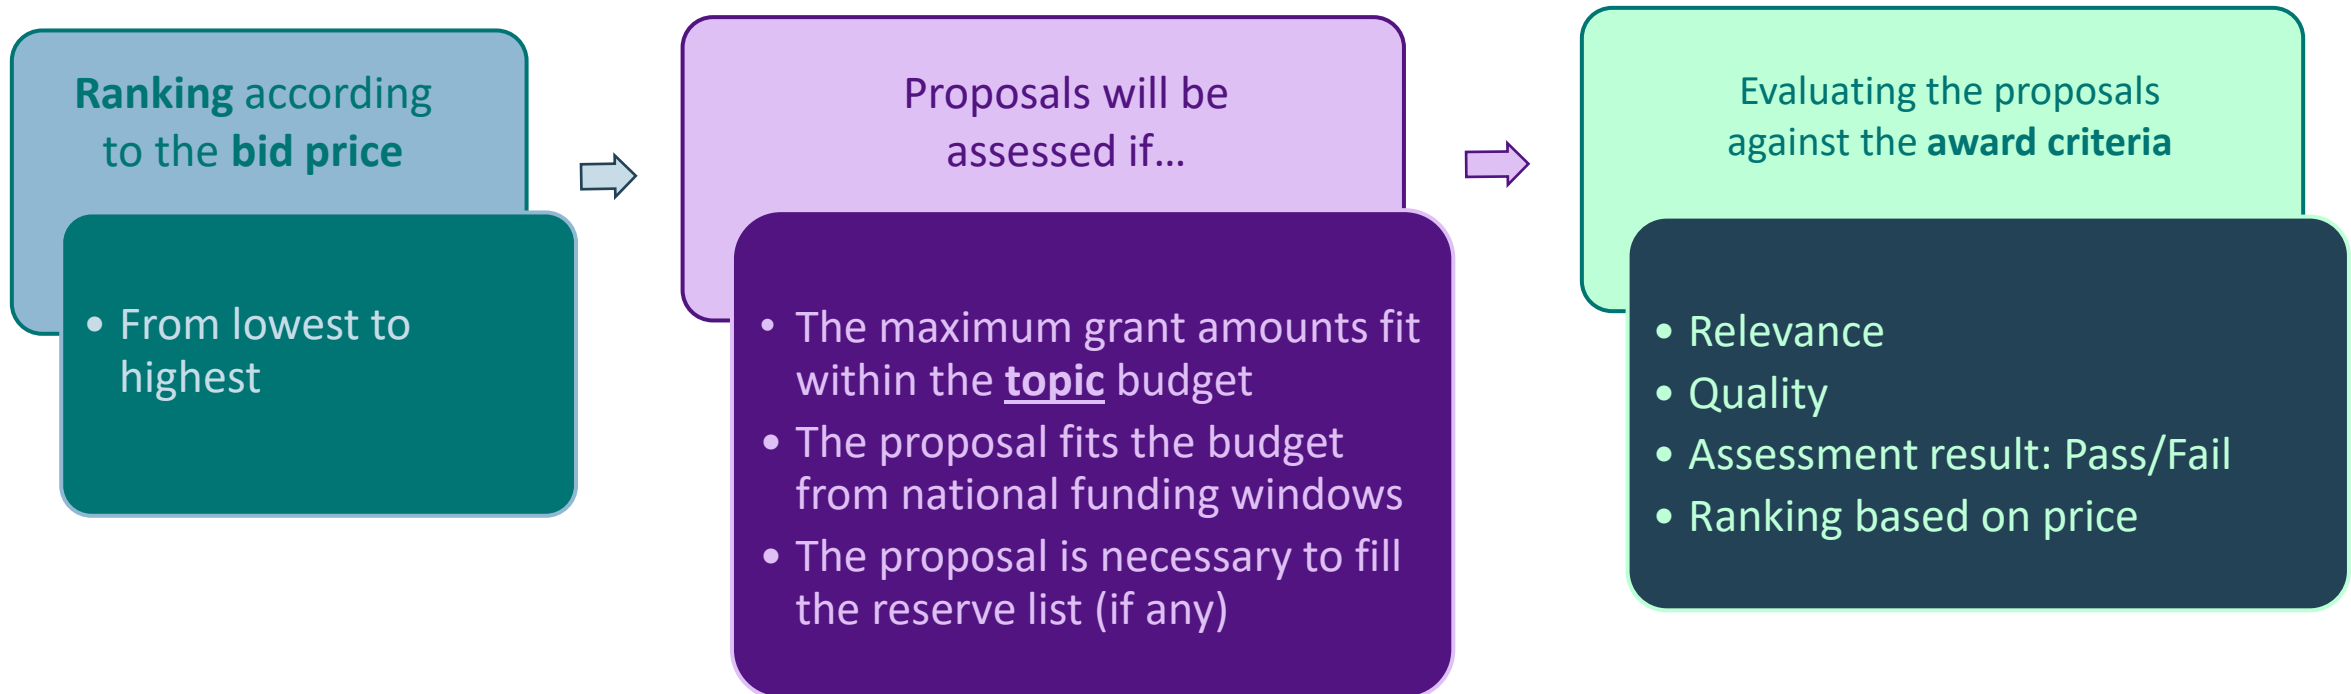 Ranking according
to the bid price
• From lowest to
highest
Proposals will be
assessed if...
• The maximum grant amounts fit
within the topic budget
• The proposal fits the budget
from national funding windows
• The proposal is necessary to fill
the reserve list (if any)
Evaluating the proposals
against the award criteria
• Relevance
• Quality
• Assessment result: Pass/Fail
• Ranking based on price